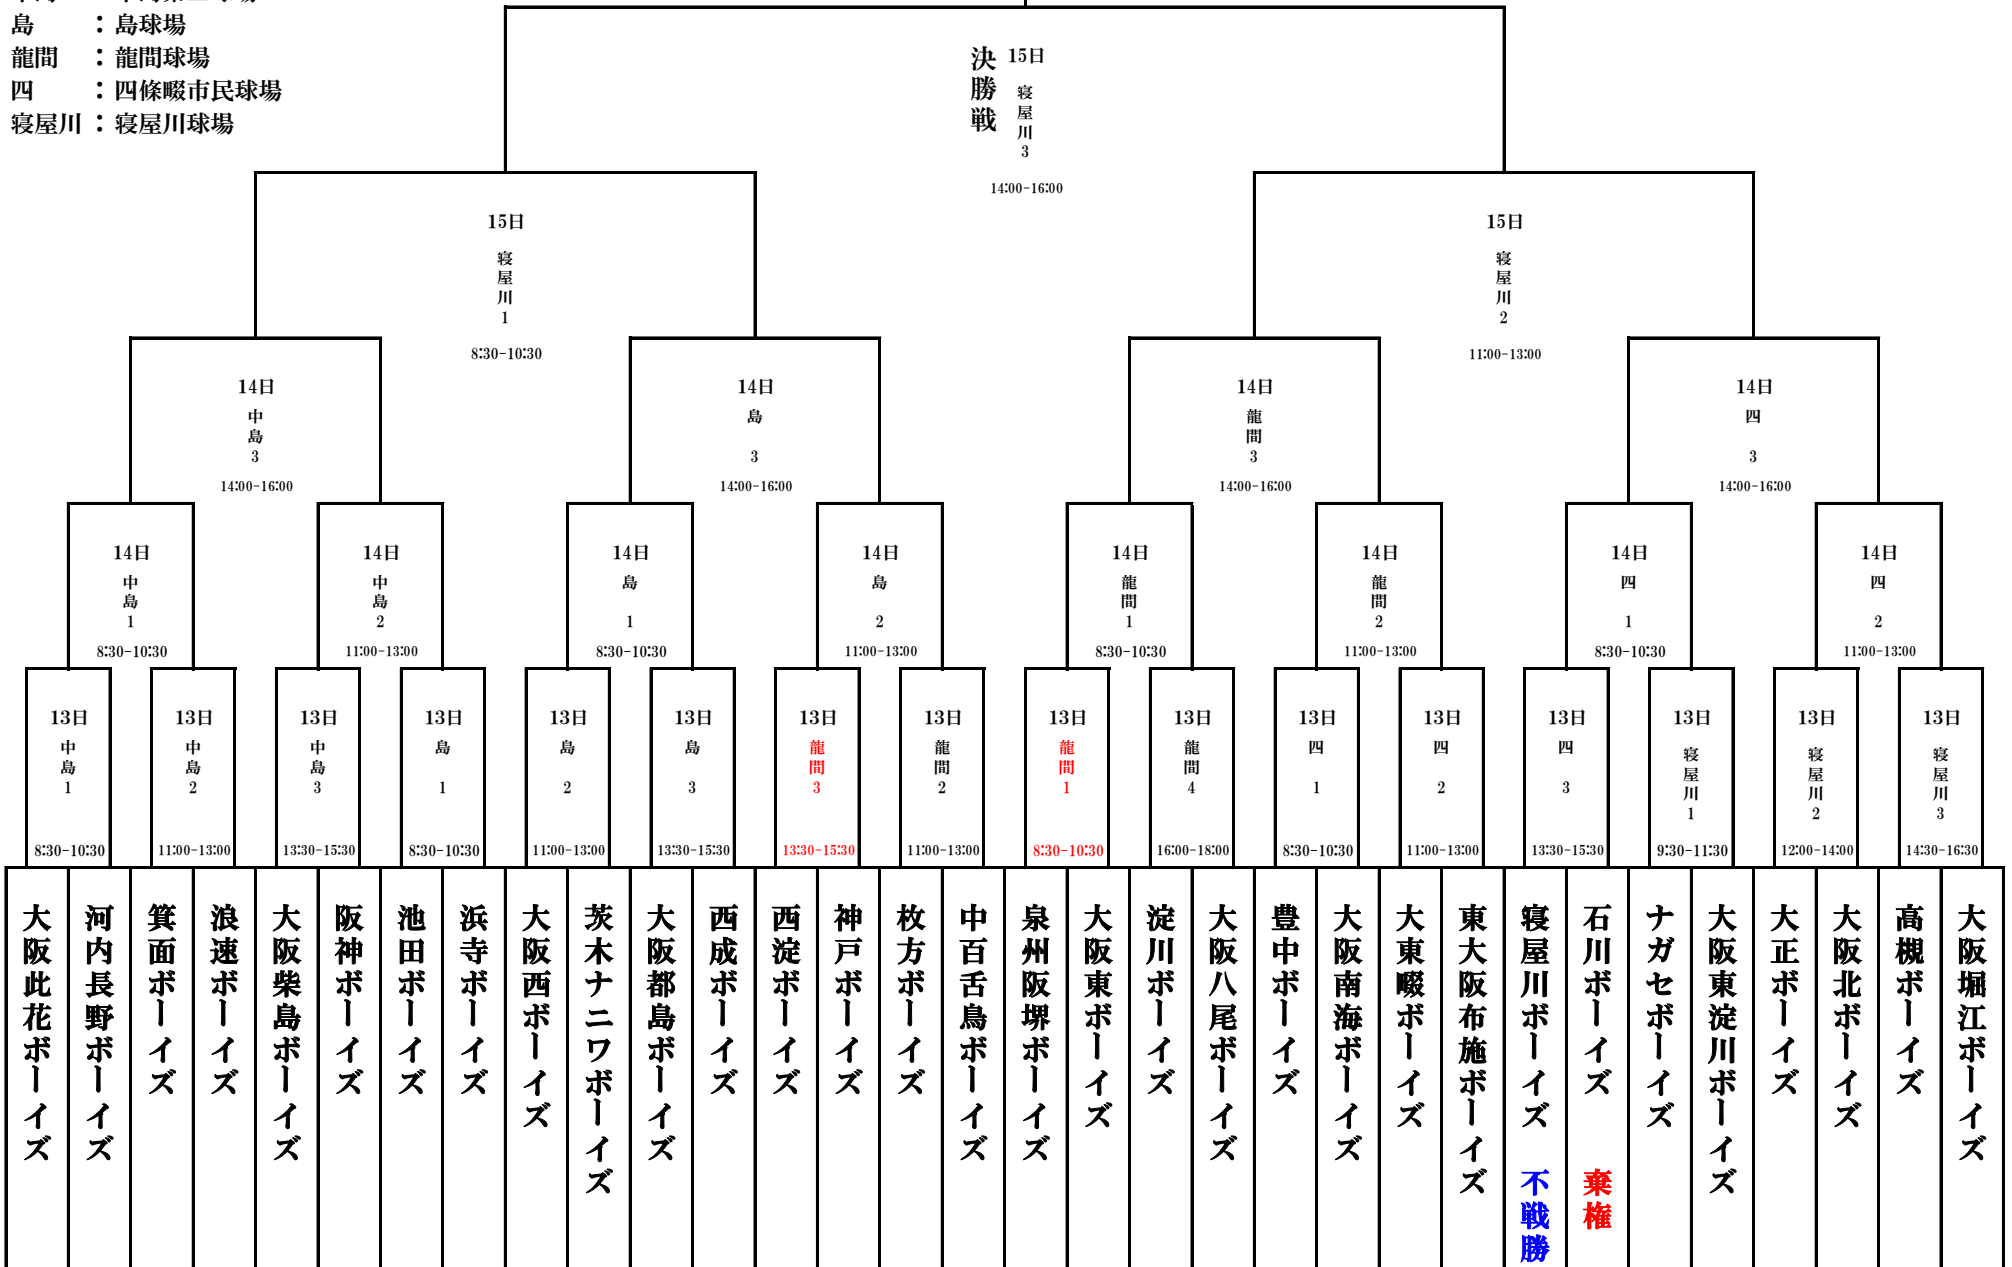 島 : 島球場
龍間 : 龍間球場
四 : 四條畷市民球場
寝屋川 : 寝屋川球場
決勝戦
15日
寝屋川3
14:00-16:00
15日
寝屋川1
8:30-10:30
15日
寝屋川2
11:00-13:00
14日
中島3
14:00-16:00
14日
島 3
14:00-16:00
14日
龍間3
14:00-16:00
14日
四 3
14:00-16:00
14日
中島1
8:30-10:30
14日
中島2
11:00-13:00
14日
島 1
8:30-10:30
14日
島 2
11:00-13:00
14日
龍間1
8:30-10:30
14日
龍間2
11:00-13:00
14日
四 1
8:30-10:30
14日
四 2
11:00-13:00
13日
中島1
8:30-10:30
13日
中島2
11:00-13:00
13日
中島3
13:30-15:30
13日
島 1
8:30-10:30
13日
島 2
11:00-13:00
13日
島 3
13:30-15:30
13日
龍間3
13:30-15:30
13日
龍間2
11:00-13:00
13日
龍間1
8:30-10:30
13日
龍間4
16:00-18:00
13日
四 1
8:30-10:30
13日
四 2
11:00-13:00
13日
四 3
13:30-15:30
13日
寝屋川1
9:30-11:30
13日
寝屋川2
12:00-14:00
13日
寝屋川3
14:30-16:30
大阪此花ボーイズ
河内長野ボーイズ
箕面ボーイズ
浪速ボーイズ
大阪柴島ボーイズ
阪神ボーイズ
池田ボーイズ
浜寺ボーイズ
大阪西ボーイズ
茨木ナニワボーイズ
大阪都島ボーイズ
西成ボーイズ
西淀ボーイズ
神戸ボーイズ
枚方ボーイズ
中百舌鳥ボーイズ
泉州阪堺ボーイズ
大阪東ボーイズ
淀川ボーイズ
大阪八尾ボーイズ
豊中ボーイズ
大阪南海ボーイズ
大東畷ボーイズ
東大阪布施ボーイズ
寝屋川ボーイズ 不戦勝
石川ボーイズ 棄権
ナガセボーイズ
大阪東淀川ボーイズ
大正ボーイズ
大阪北ボーイズ
高槻ボーイズ
大阪堀江ボーイズ